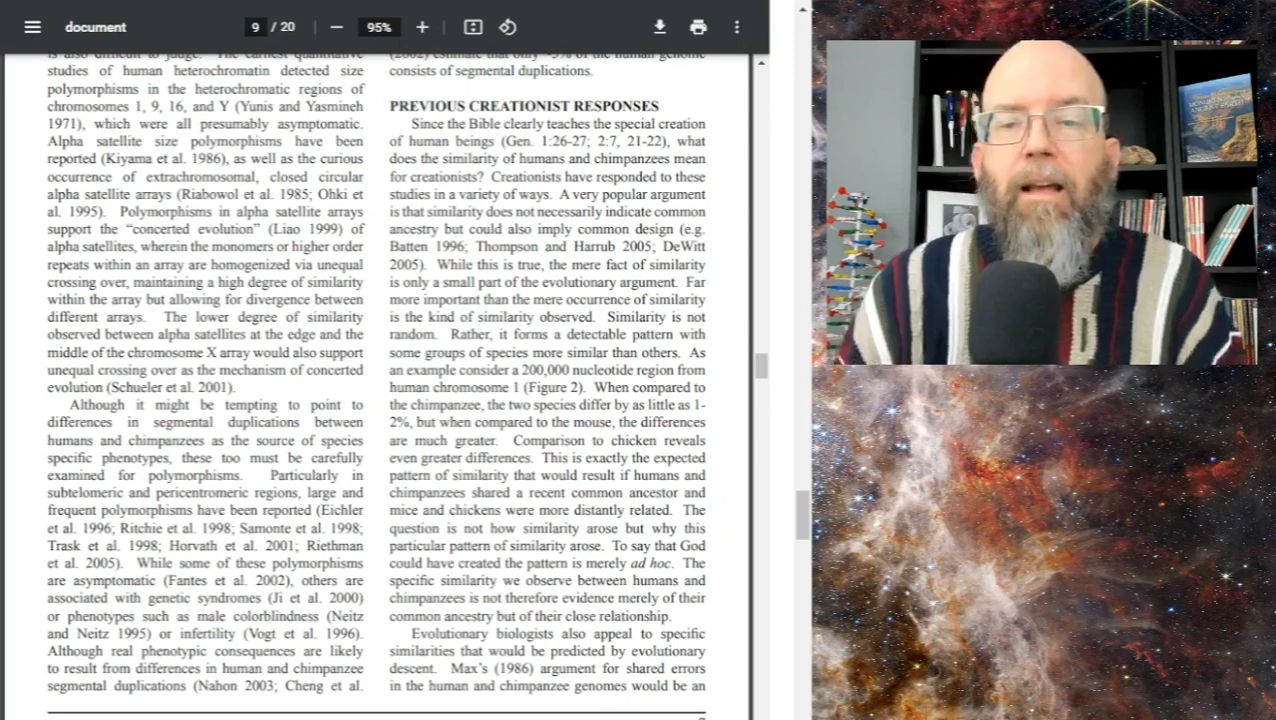 document
9 / 20
95%
is also difficult to judge. The earliest quantitative
studies of human heterochromatin detected size
polymorphisms in the heterochromatic regions of
chromosomes 1, 9, 16, and Y (Yunis and Yasmineh
1971), which were all presumably asymptomatic.
Alpha satellite size polymorphisms have been
reported (Kiyama et al. 1986), as well as the curious
occurrence of extrachromosomal, closed circular
alpha satellite arrays (Riabowol et al. 1985; Ohki
et al. 1995). Polymorphisms in alpha satellite arrays
support the “concerted evolution” (Liao 1999) of
alpha satellites, wherein the monomers or higher order
repeats within an array are homogenized via unequal
crossing over, maintaining a high degree of similarity
within the array but allowing for divergence between
different arrays. The lower degree of similarity
observed between alpha satellites at the edge and the
middle of the chromosome X array would also support
unequal crossing over as the mechanism of concerted
evolution (Schueler et al. 2001).
Although it might be tempting to point to
differences in segmental duplications between
humans and chimpanzees as the source of species
specific phenotypes, these too must be carefully
examined for polymorphisms. Particularly in
subtelomeric and pericentromeric regions, large and
frequent polymorphisms have been reported (Eichler
et al. 1996; Ritchie et al. 1998; Samonte et al. 1998;
Trask et al. 1998; Horvath et al. 2001; Riethman
et al. 2005). While some of these polymorphisms
are asymptomatic (Fantes et al. 2002), others are
associated with genetic syndromes (Ji et al. 2000)
or phenotypes such as male colorblindness (Neitz
and Neitz 1995) or infertility (Vogt et al. 1996).
Although real phenotypic consequences are likely
to result from differences in human and chimpanzee
segmental duplications (Nahon 2003; Cheng et al.
(2002) estimate that only ~5% of the human genome
consists of segmental duplications.
PREVIOUS CREATIONIST RESPONSES
Since the Bible clearly teaches the special creation
of human beings (Gen. 1:26-27; 2:7, 21-22), what
does the similarity of humans and chimpanzees mean
for creationists? Creationists have responded to these
studies in a variety of ways. A very popular argument
is that similarity does not necessarily indicate common
ancestry but could also imply common design (e.g.
Batten 1996; Thompson and Harrub 2005; DeWitt
2005). While this is true, the mere fact of similarity
is only a small part of the evolutionary argument. Far
more important than the mere occurrence of similarity
is the kind of similarity observed. Similarity is not
random. Rather, it forms a detectable pattern with
some groups of species more similar than others. As
an example consider a 200,000 nucleotide region from
human chromosome 1 (Figure 2). When compared to
the chimpanzee, the two species differ by as little as 1-
2%, but when compared to the mouse, the differences
are much greater. Comparison to chicken reveals
even greater differences. This is exactly the expected
pattern of similarity that would result if humans and
chimpanzees shared a recent common ancestor and
mice and chickens were more distantly related. The
question is not how similarity arose but why this
particular pattern of similarity arose. To say that God
could have created the pattern is merely ad hoc. The
specific similarity we observe between humans and
chimpanzees is not therefore evidence merely of their
common ancestry but of their close relationship.
Evolutionary biologists also appeal to specific
similarities that would be predicted by evolutionary
descent. Max’s (1986) argument for shared errors
in the human and chimpanzee genomes would be an